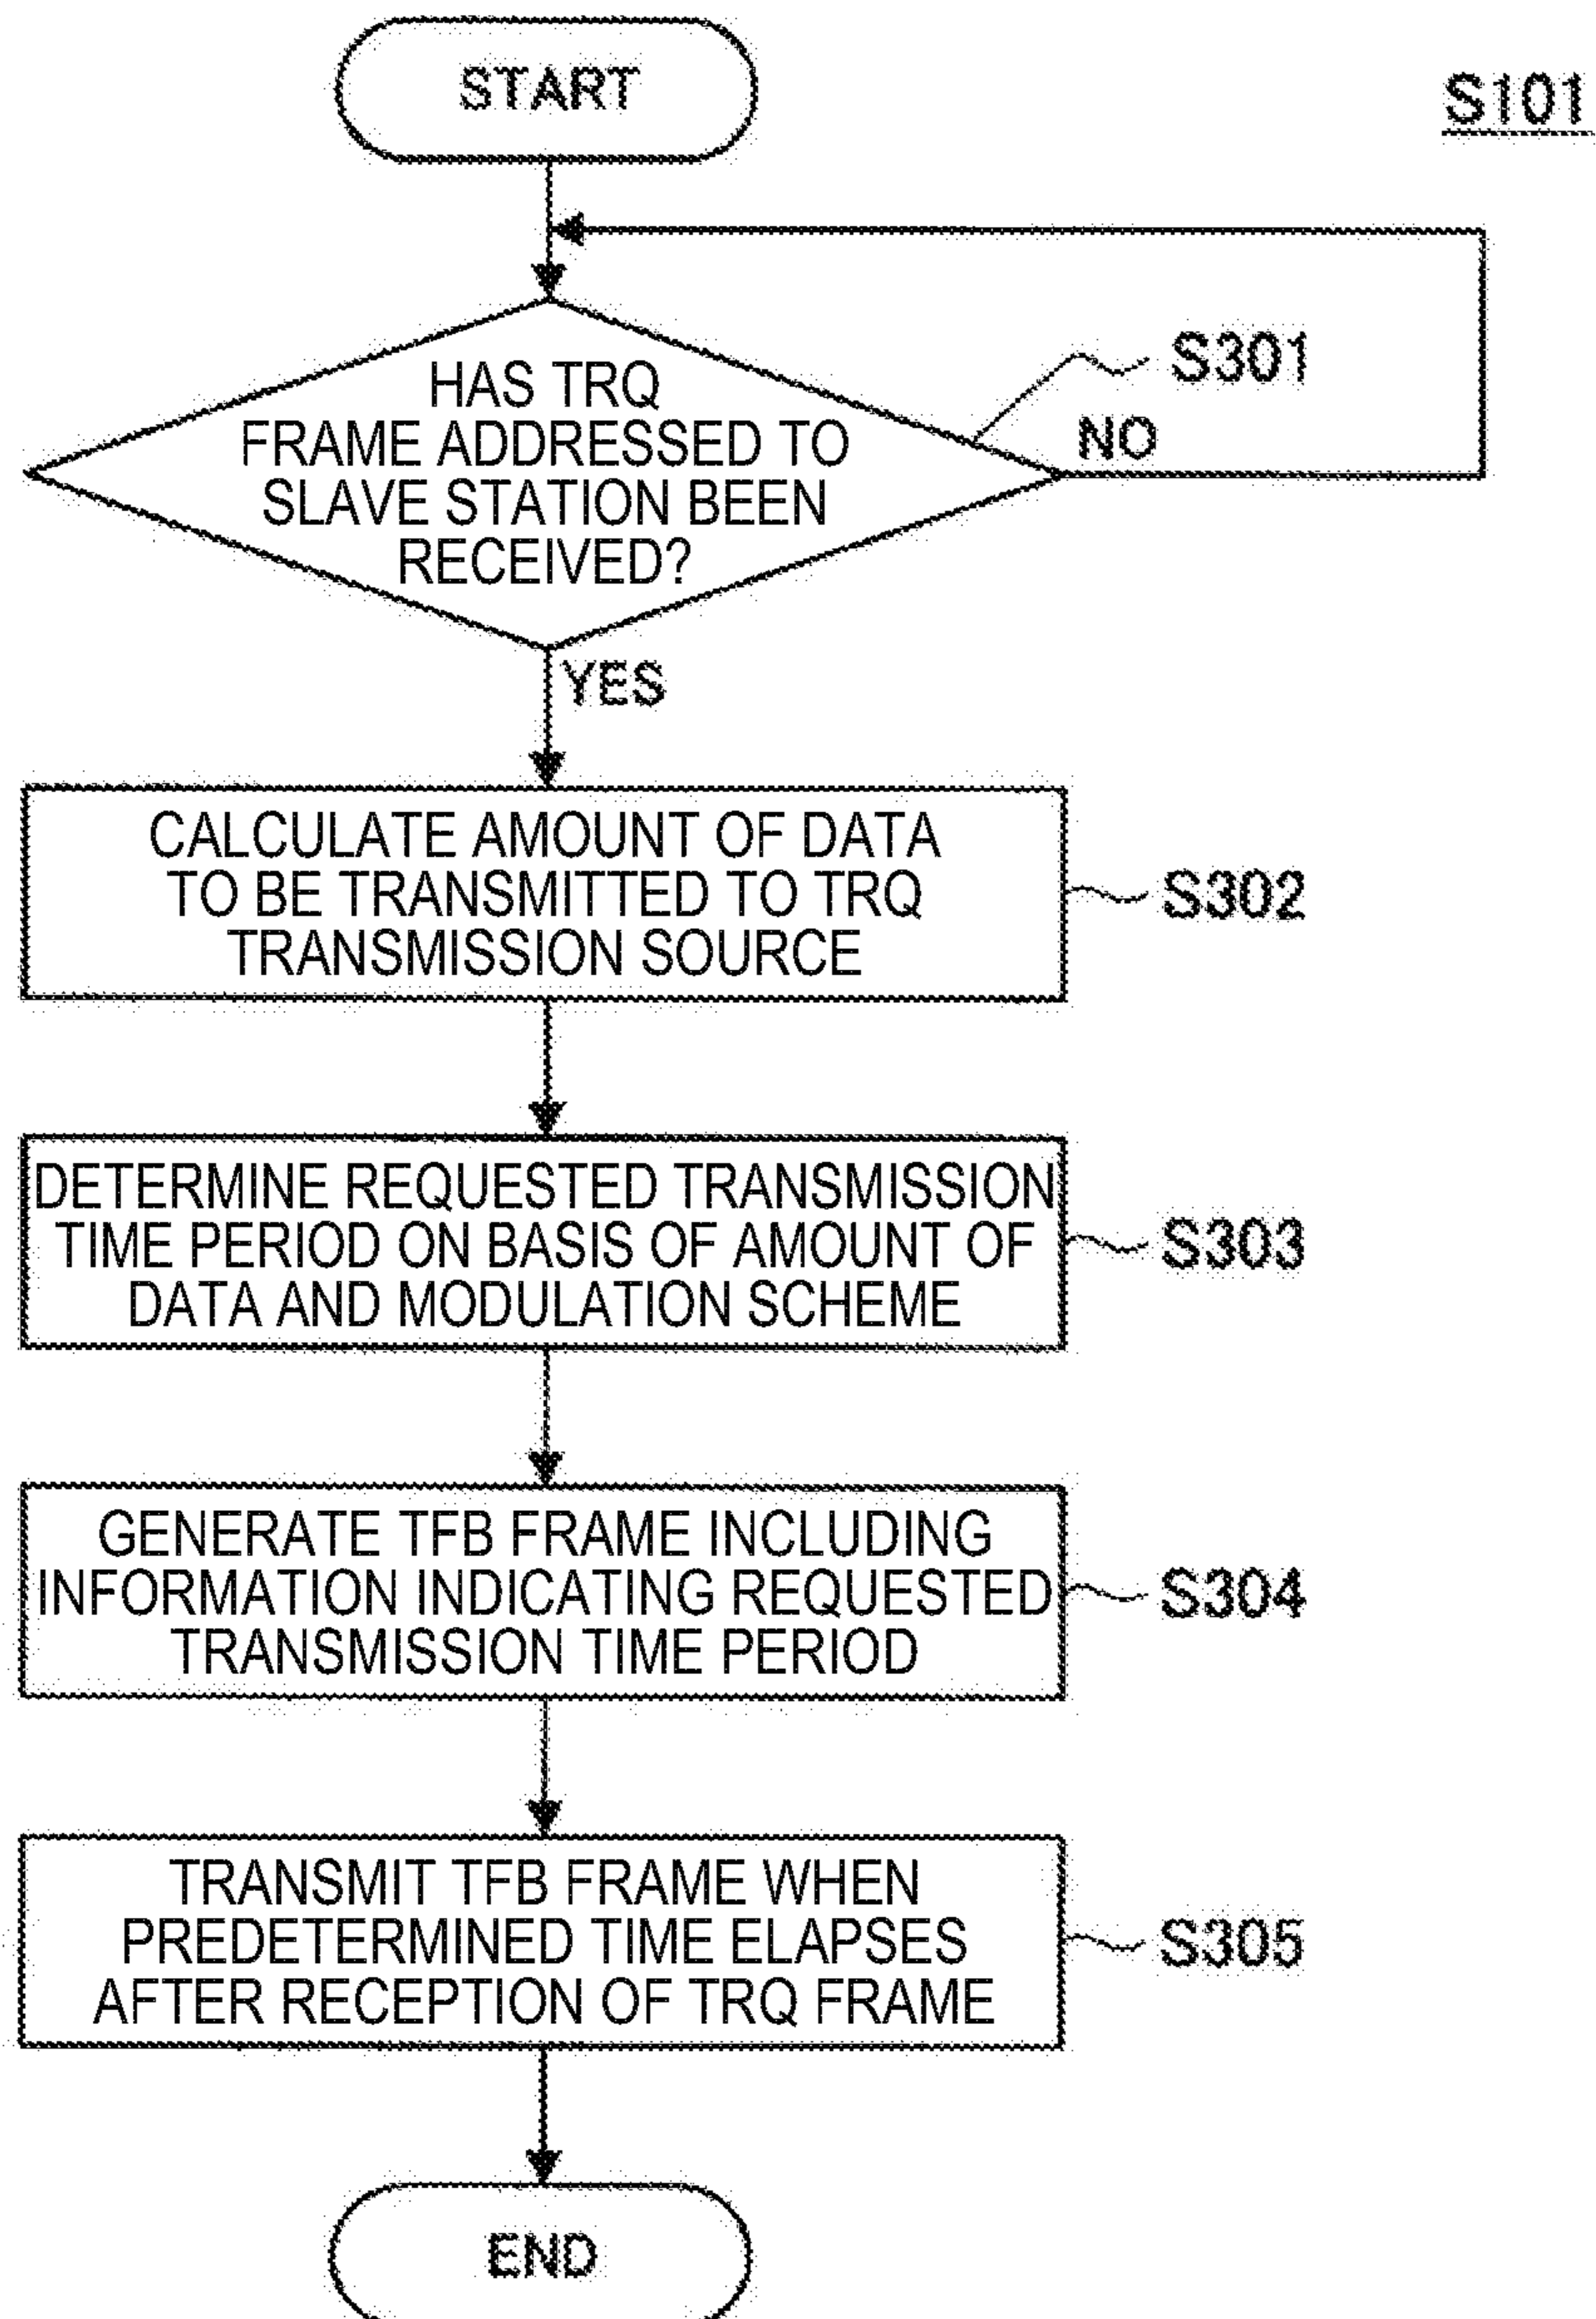 START
S101
HAS TRQ
FRAME ADDRESSED TO
SLAVE STATION BEEN
RECEIVED?
S301
NO
YES
CALCULATE AMOUNT OF DATA
TO BE TRANSMITTED TO TRQ
TRANSMISSION SOURCE
S302
DETERMINE REQUESTED TRANSMISSION
TIME PERIOD ON BASIS OF AMOUNT OF
DATA AND MODULATION SCHEME
S303
GENERATE TFB FRAME INCLUDING
INFORMATION INDICATING REQUESTED
TRANSMISSION TIME PERIOD
S304
TRANSMIT TFB FRAME WHEN
PREDETERMINED TIME ELAPSES
AFTER RECEPTION OF TRQ FRAME
S305
END